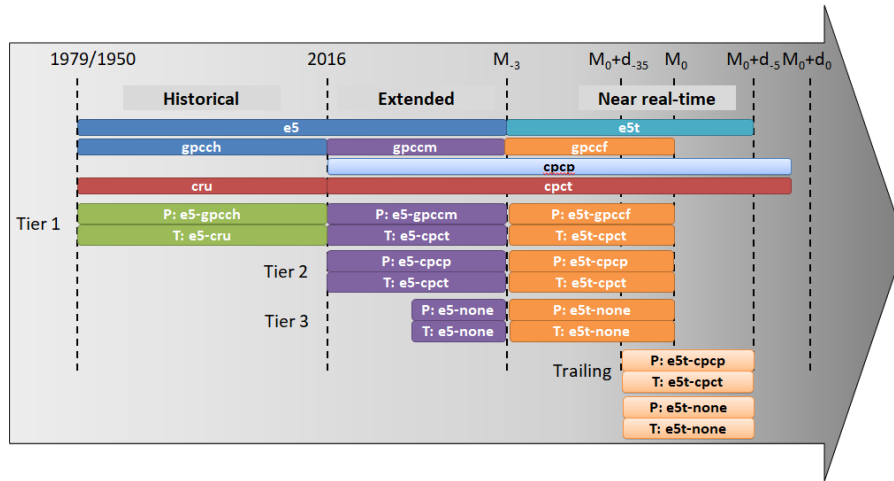 1979/1950 2016 M-3 M0+d-35 M0 M0+d-5 M0+d0
Historical Extended Near real-time
e5 e5t
gpcch gpccm gpccf
cpcp
cru cpct
Tier 1
P: e5-gpcch P: e5-gpccm P: e5t-gpccf
T: e5-cru T: e5-cpct T: e5t-cpct
Tier 2
P: e5-cpcp P: e5t-cpcp
T: e5-cpct T: e5t-cpct
Tier 3
P: e5-none P: e5t-none
T: e5-none T: e5t-none
Trailing
P: e5t-cpcp
T: e5t-cpct
P: e5t-none
T: e5t-none